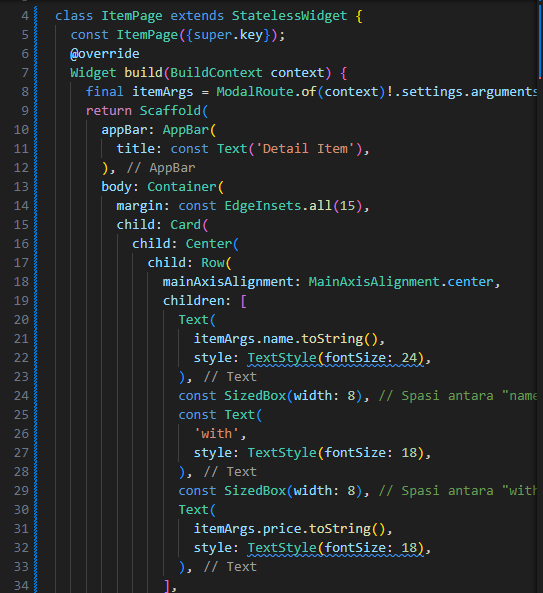 4 class ItemPage extends StatelessWidget {
5 const ItemPage({super.key});
6 @override
7 Widget build(BuildContext context) {
8 final itemArgs = ModalRoute.of(context)!.settings.arguments
9 return Scaffold(
10 appBar: AppBar(
11 title: const Text('Detail Item'),
12 ), // AppBar
13 body: Container(
14 margin: const EdgeInsets.all(15),
15 child: Card(
16 child: Center(
17 child: Row(
18 mainAxisAlignment: MainAxisAlignment.center,
19 children: [
20 Text(
21 itemArgs.name.toString(),
22 style: TextStyle(fontSize: 24),
23 ), // Text
24 const SizedBox(width: 8), // Spasi antara "name
25 const Text(
26 'with',
27 style: TextStyle(fontSize: 18),
28 ), // Text
29 const SizedBox(width: 8), // Spasi antara "with
30 Text(
31 itemArgs.price.toString(),
32 style: TextStyle(fontSize: 18),
33 ), // Text
34 ],